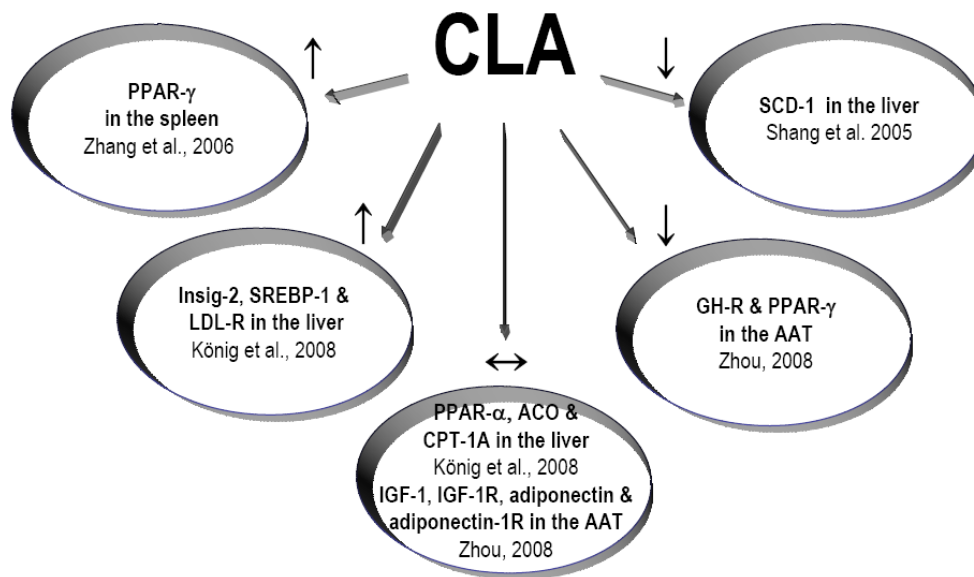 CLA
PPAR-γ
in the spleen
Zhang et al., 2006
SCD-1 in the liver
Shang et al. 2005
Insig-2, SREBP-1 &
LDL-R in the liver
König et al., 2008
GH-R & PPAR-γ
in the AAT
Zhou, 2008
PPAR-α, ACO &
CPT-1A in the liver
König et al., 2008
IGF-1, IGF-1R, adiponectin &
adiponectin-1R in the AAT
Zhou, 2008